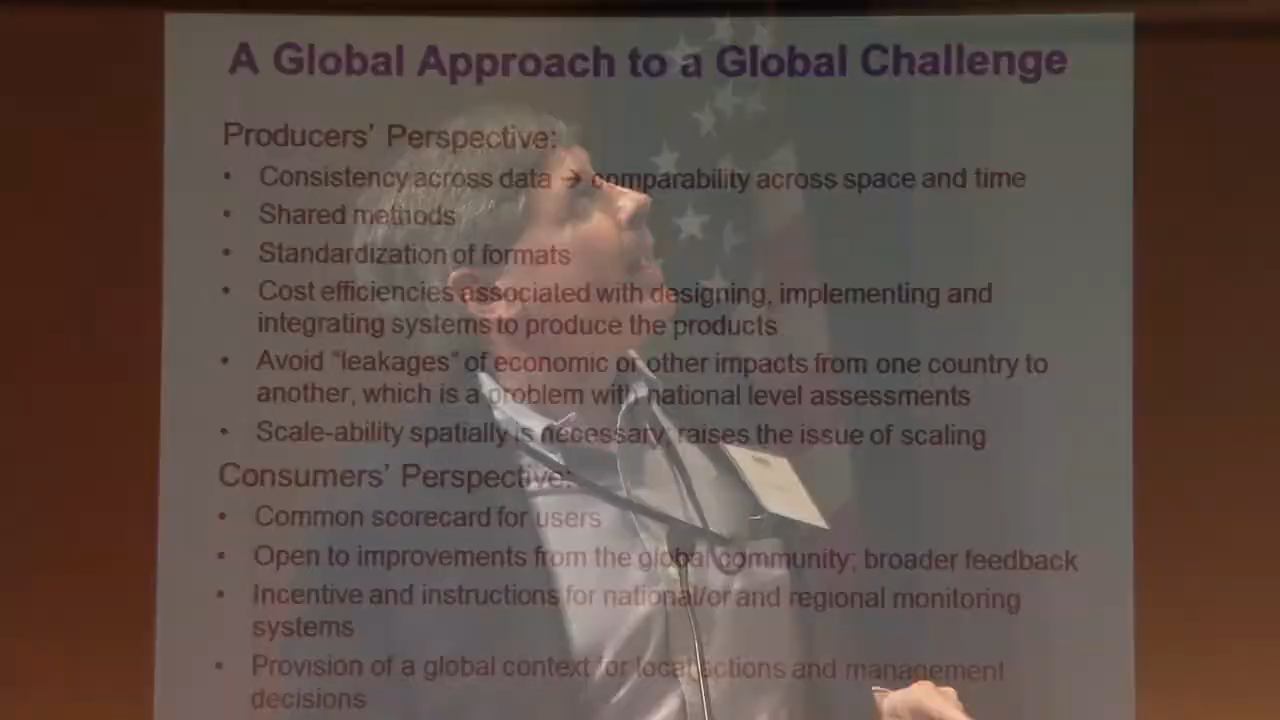 A Global Approach to a Global Challenge
Producers' Perspective:
• Consistency across data → comparability across space and time
• Shared methods
• Standardization of formats
• Cost efficiencies associated with designing, implementing and
integrating systems to produce the products
• Avoid "leakages" of economic or other impacts from one country to
another, which is a problem with national level assessments
• Scale-ability spatially is necessary; raises the issue of scaling
Consumers' Perspective:
• Common scorecard for users
• Open to improvements from the global community; broader feedback
• Incentive and instructions for national/or and regional monitoring
systems
• Provision of a global context for local actions and management
decisions